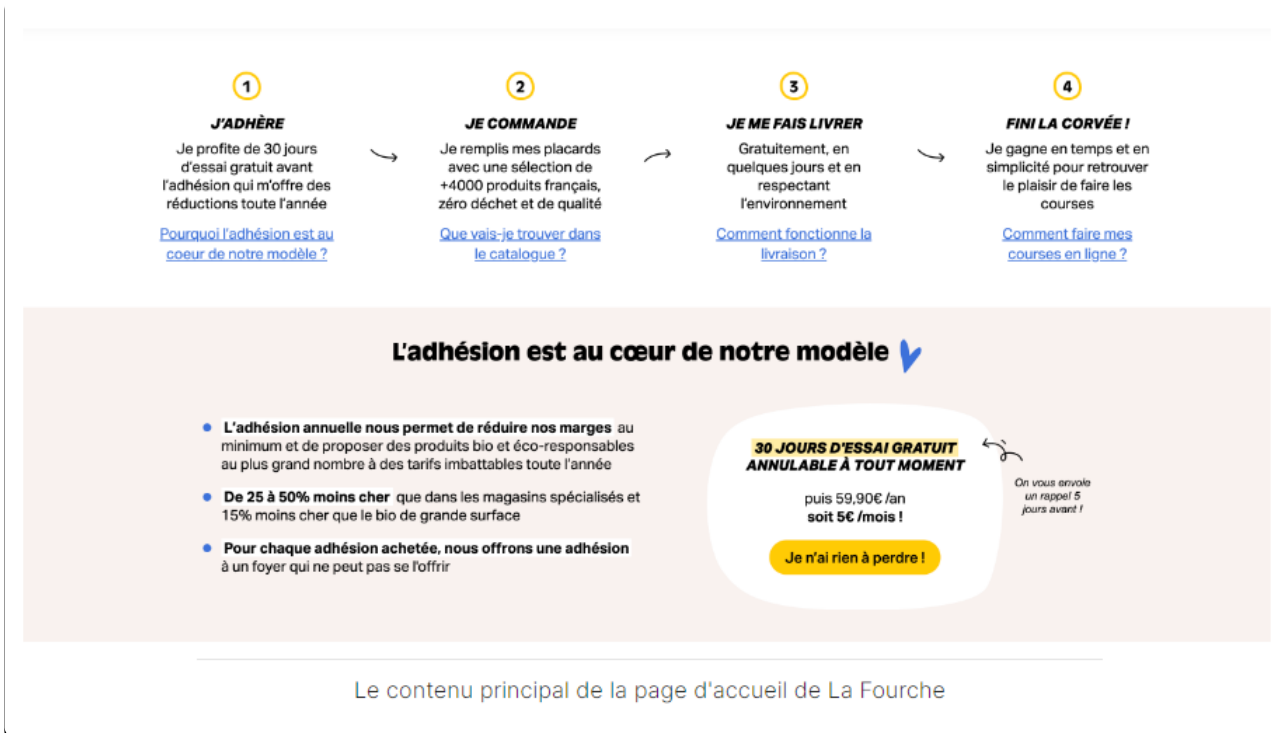 1
J'ADHÈRE
Je profite de 30 jours
d'essai gratuit avant
l'adhésion qui m'offre des
réductions toute l'année
Pourquoi l'adhésion est au
coeur de notre modèle ?
2
JE COMMANDE
Je remplis mes placards
avec une sélection de
+4000 produits français,
zéro déchet et de qualité
Que vais-je trouver dans
le catalogue ?
3
JE ME FAIS LIVRER
Gratuitement, en
quelques jours et en
respectant
l'environnement
Comment fonctionne la
livraison ?
4
FINI LA CORVÉE !
Je gagne en temps et en
simplicité pour retrouver
le plaisir de faire les
courses
Comment faire mes
courses en ligne ?
L'adhésion est au cœur de notre modèle
L'adhésion annuelle nous permet de réduire nos marges au
minimum et de proposer des produits bio et éco-responsables
au plus grand nombre à des tarifs imbattables toute l'année
De 25 à 50% moins cher que dans les magasins spécialisés et
15% moins cher que le bio de grande surface
Pour chaque adhésion achetée, nous offrons une adhésion
à un foyer qui ne peut pas se l'offrir
30 JOURS D'ESSAI GRATUIT
ANNULABLE À TOUT MOMENT
puis 59,90€ /an
soit 5€ /mois !
Je n'ai rien à perdre !
On vous envoie
un rappel 5
jours avant !
Le contenu principal de la page d'accueil de La Fourche